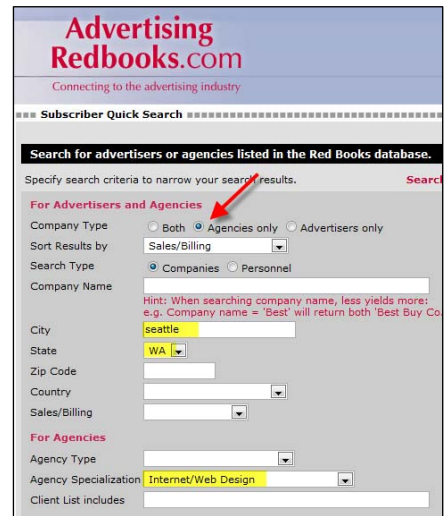 Advertising
Redbooks.com
Connecting to the advertising industry
Subscriber Quick Search
Search for advertisers or agencies listed in the Red Books database.
Specify search criteria to narrow your search results. Searcl
For Advertisers and Agencies
Company Type Both Agencies only Advertisers only
Sort Results by Sales/Billing
Search Type Companies Personnel
Company Name
Hint: When searching company name, less yields more:
e.g. Company name = 'Best' will return both 'Best Buy Co.
City seattle
State WA
Zip Code
Country
Sales/Billing
For Agencies
Agency Type
Agency Specialization Internet/Web Design
Client List includes